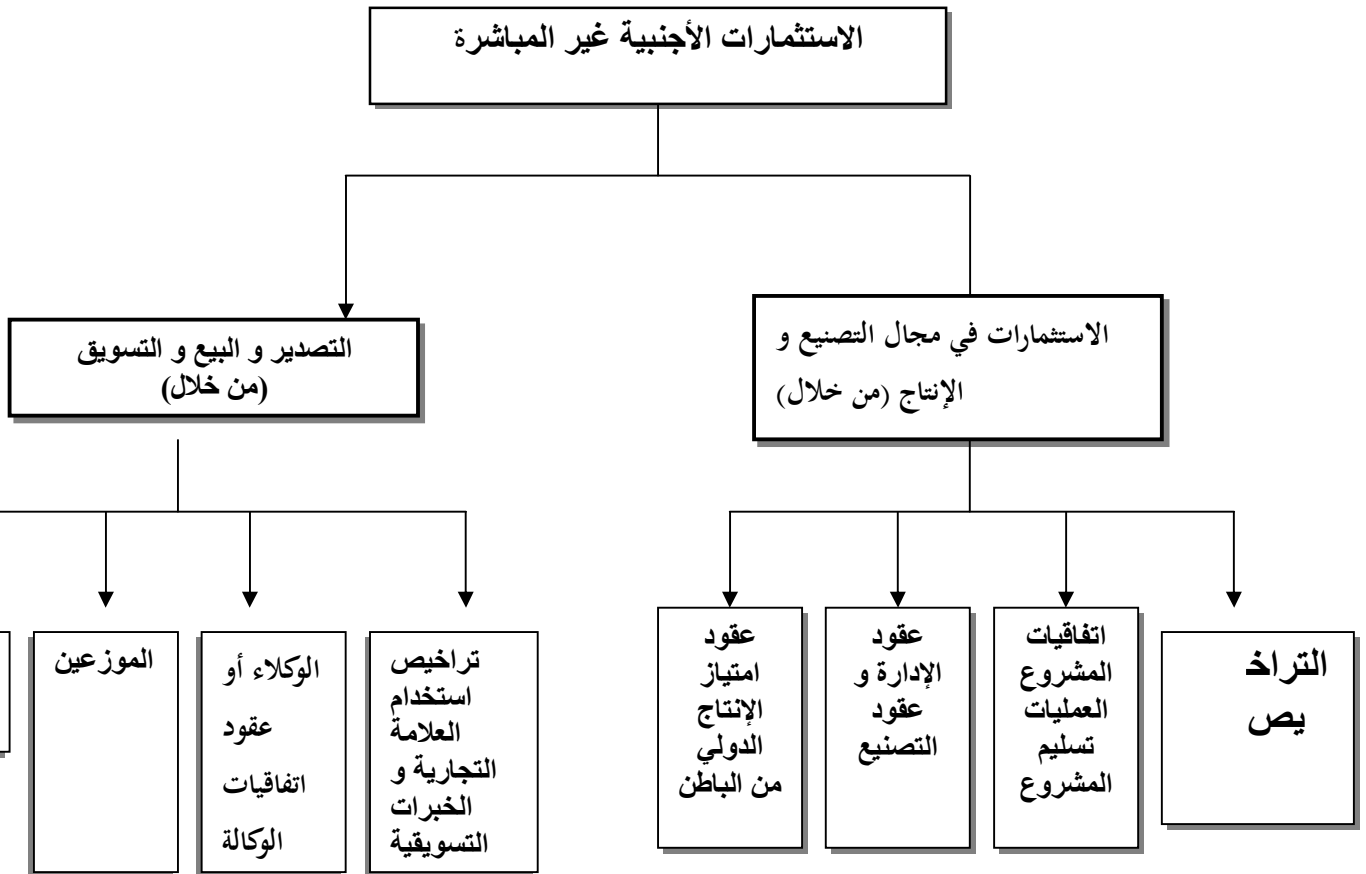 الاستثمارات الأجنبية غير المباشرة
الاستثمارات في مجال التصنيع و
الإنتاج (من خلال)
التصدير و البيع و التسويق
(من خلال)
التراخ
يص
اتفاقيات
المشروع
العمليات
تسليم
المشروع
عقود
الإدارة و
عقود
التصنيع
عقود
امتياز
الإنتاج
الدولي
من الباطن
تراخيص
استخدام
العلامة
التجارية و
الخبرات
التسويقية
الوكلاء أو
عقود
اتفاقيات
الوكالة
الموزعين